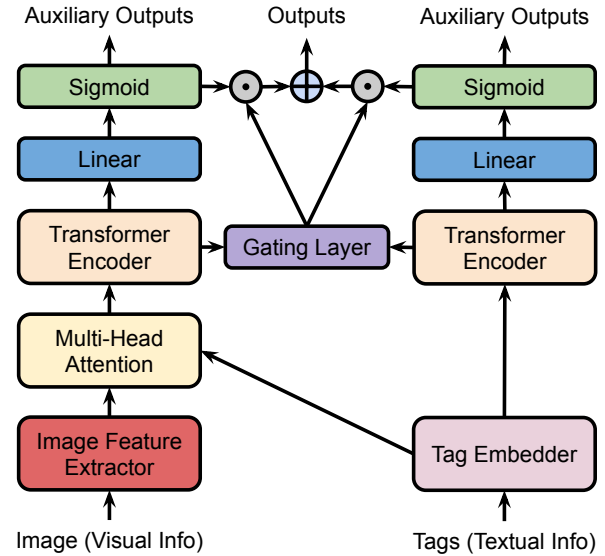 Auxiliary Outputs
Outputs
Auxiliary Outputs
Sigmoid
Sigmoid
Linear
Linear
Transformer
Encoder
Gating Layer
Transformer
Encoder
Multi-Head
Attention
Image Feature
Extractor
Tag Embedder
Image (Visual Info)
Tags (Textual Info)